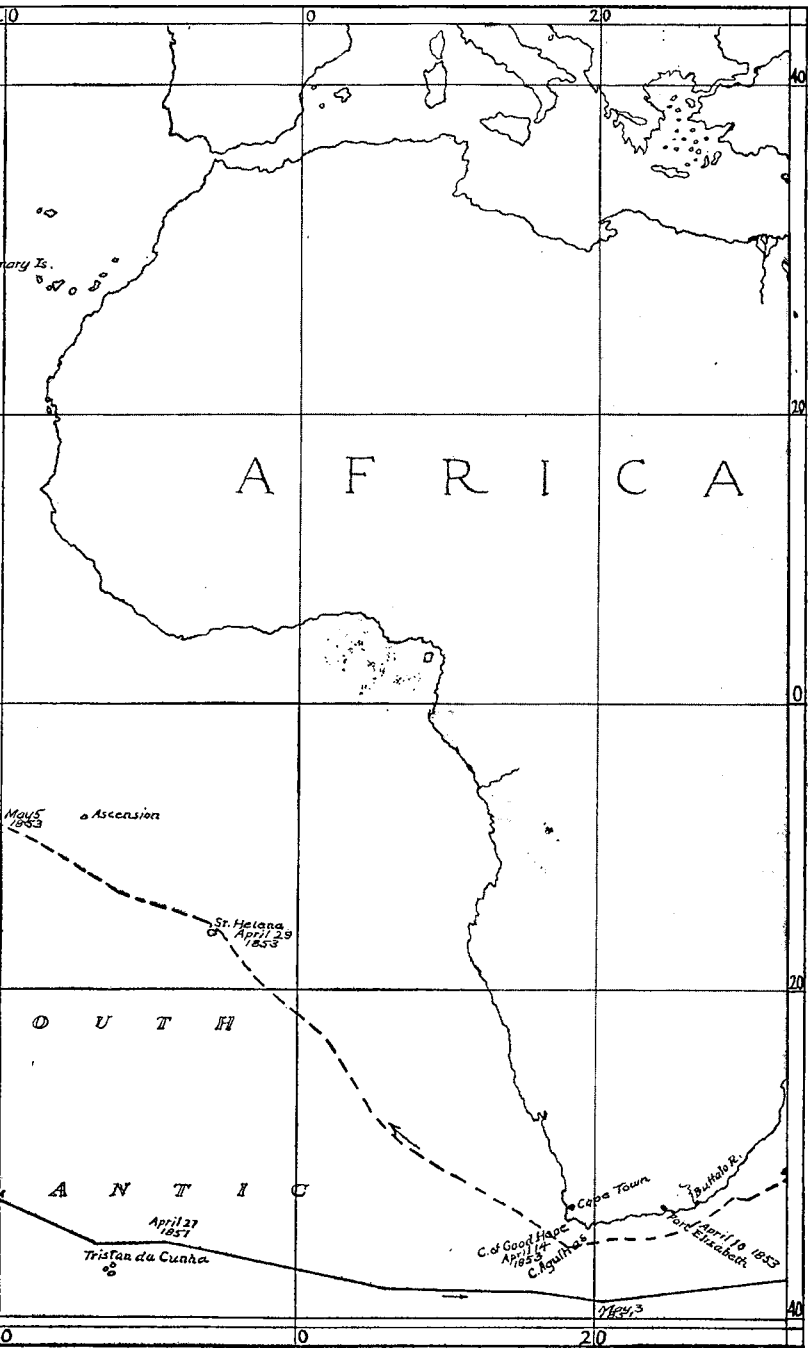 0 0 20
40
nary Is.
20
A F R I C A
0
May 5
1853
Ascension
St. Helena
April 29
1853
20
O U T H
A N T I C
Cape Town
Buffalo R.
April 27
1851
Tristan da Cunha
C. of Good Hope
April 14
1853
C. Agulhas
Port Elizabeth
April 10 1853
May, 3
40
0 0 20